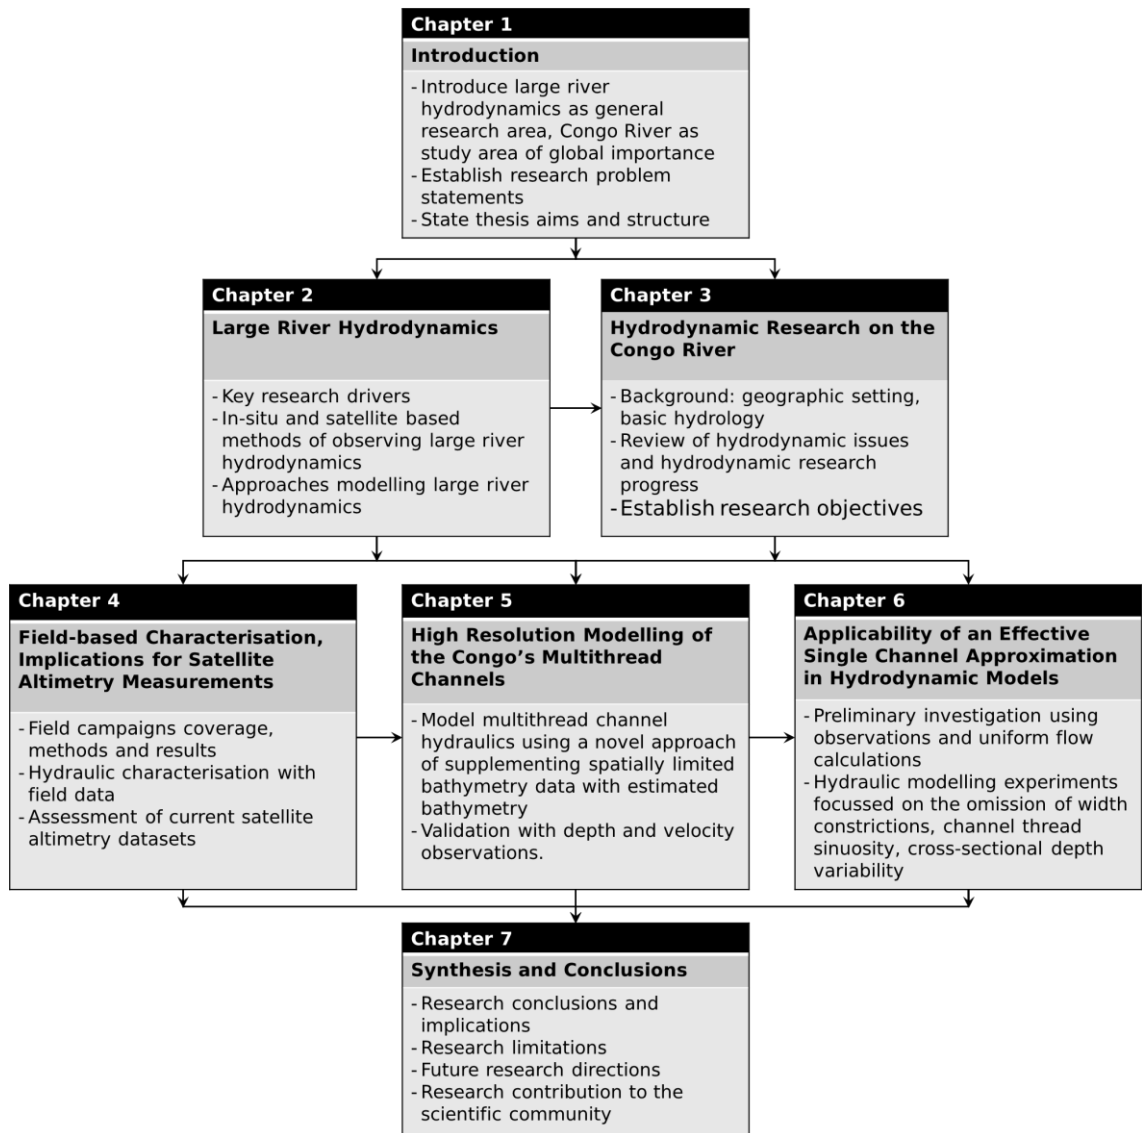 Chapter 1
Introduction
- Introduce large river
hydrodynamics as general
research area, Congo River as
study area of global importance
- Establish research problem
statements
- State thesis aims and structure
Chapter 2
Large River Hydrodynamics
- Key research drivers
- In-situ and satellite based
methods of observing large river
hydrodynamics
- Approaches modelling large river
hydrodynamics
Chapter 3
Hydrodynamic Research on the
Congo River
- Background: geographic setting,
basic hydrology
- Review of hydrodynamic issues
and hydrodynamic research
progress
- Establish research objectives
Chapter 4
Field-based Characterisation,
Implications for Satellite
Altimetry Measurements
- Field campaigns coverage,
methods and results
- Hydraulic characterisation with
field data
- Assessment of current satellite
altimetry datasets
Chapter 5
High Resolution Modelling of
the Congo's Multithread
Channels
- Model multithread channel
hydraulics using a novel approach
of supplementing spatially limited
bathymetry data with estimated
bathymetry
- Validation with depth and velocity
observations.
Chapter 6
Applicability of an Effective
Single Channel Approximation
in Hydrodynamic Models
- Preliminary investigation using
observations and uniform flow
calculations
- Hydraulic modelling experiments
focussed on the omission of width
constrictions, channel thread
sinuosity, cross-sectional depth
variability
Chapter 7
Synthesis and Conclusions
- Research conclusions and
implications
- Research limitations
- Future research directions
- Research contribution to the
scientific community